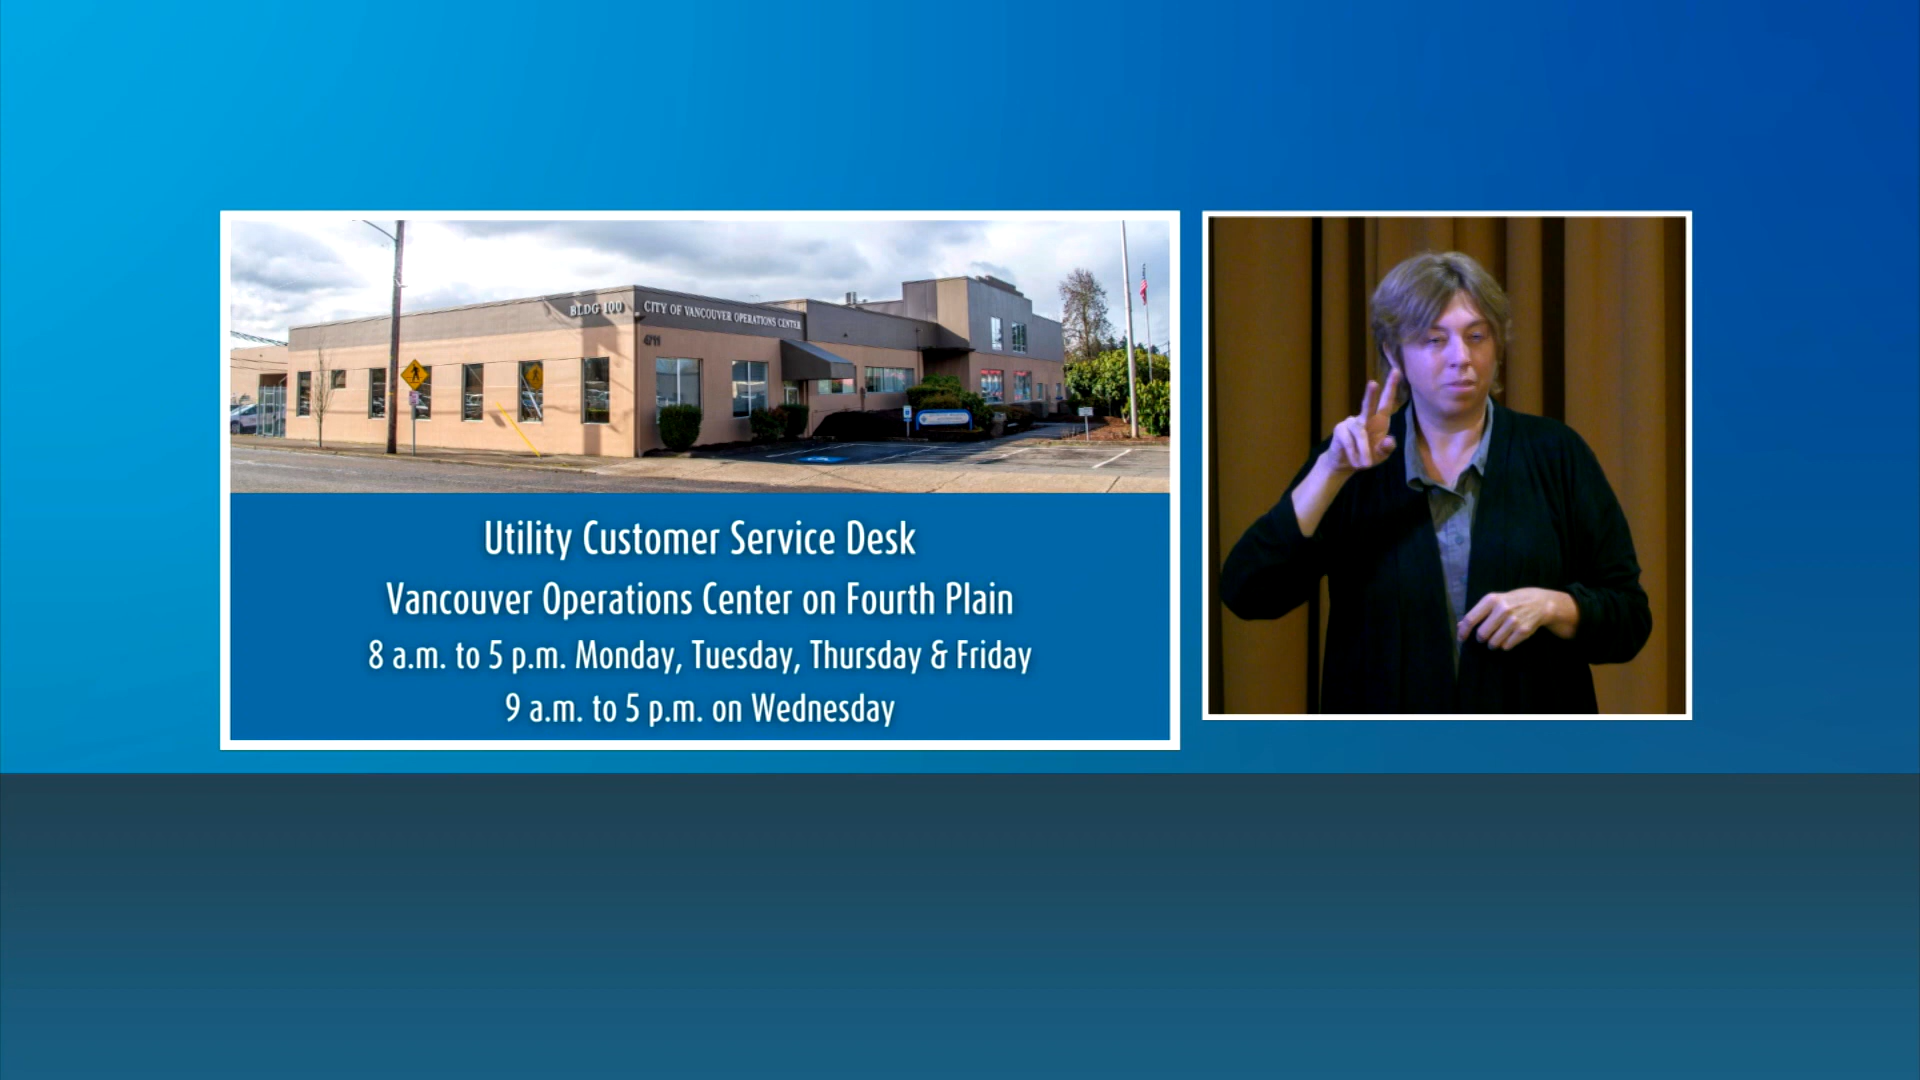 BLDG 100
CITY OF VANCOUVER OPERATIONS CENTER
4711
Utility Customer Service Desk
Vancouver Operations Center on Fourth Plain
8 a.m. to 5 p.m. Monday, Tuesday, Thursday & Friday
9 a.m. to 5 p.m. on Wednesday